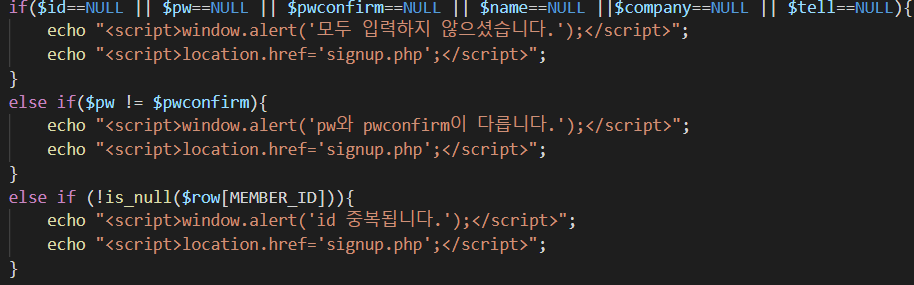 if($id==NULL || $pw==NULL || $pwconfirm==NULL || $name==NULL ||$company==NULL || $tell==NULL){
    echo "<script>window.alert('모두 입력하지 않으셨습니다.');</script>";
    echo "<script>location.href='signup.php';</script>";
}
else if($pw != $pwconfirm){
    echo "<script>window.alert('pw와 pwconfirm이 다릅니다.');</script>";
    echo "<script>location.href='signup.php';</script>";
}
else if (!is_null($row[MEMBER_ID])){
    echo "<script>window.alert('id 중복됩니다.');</script>";
    echo "<script>location.href='signup.php';</script>";
}